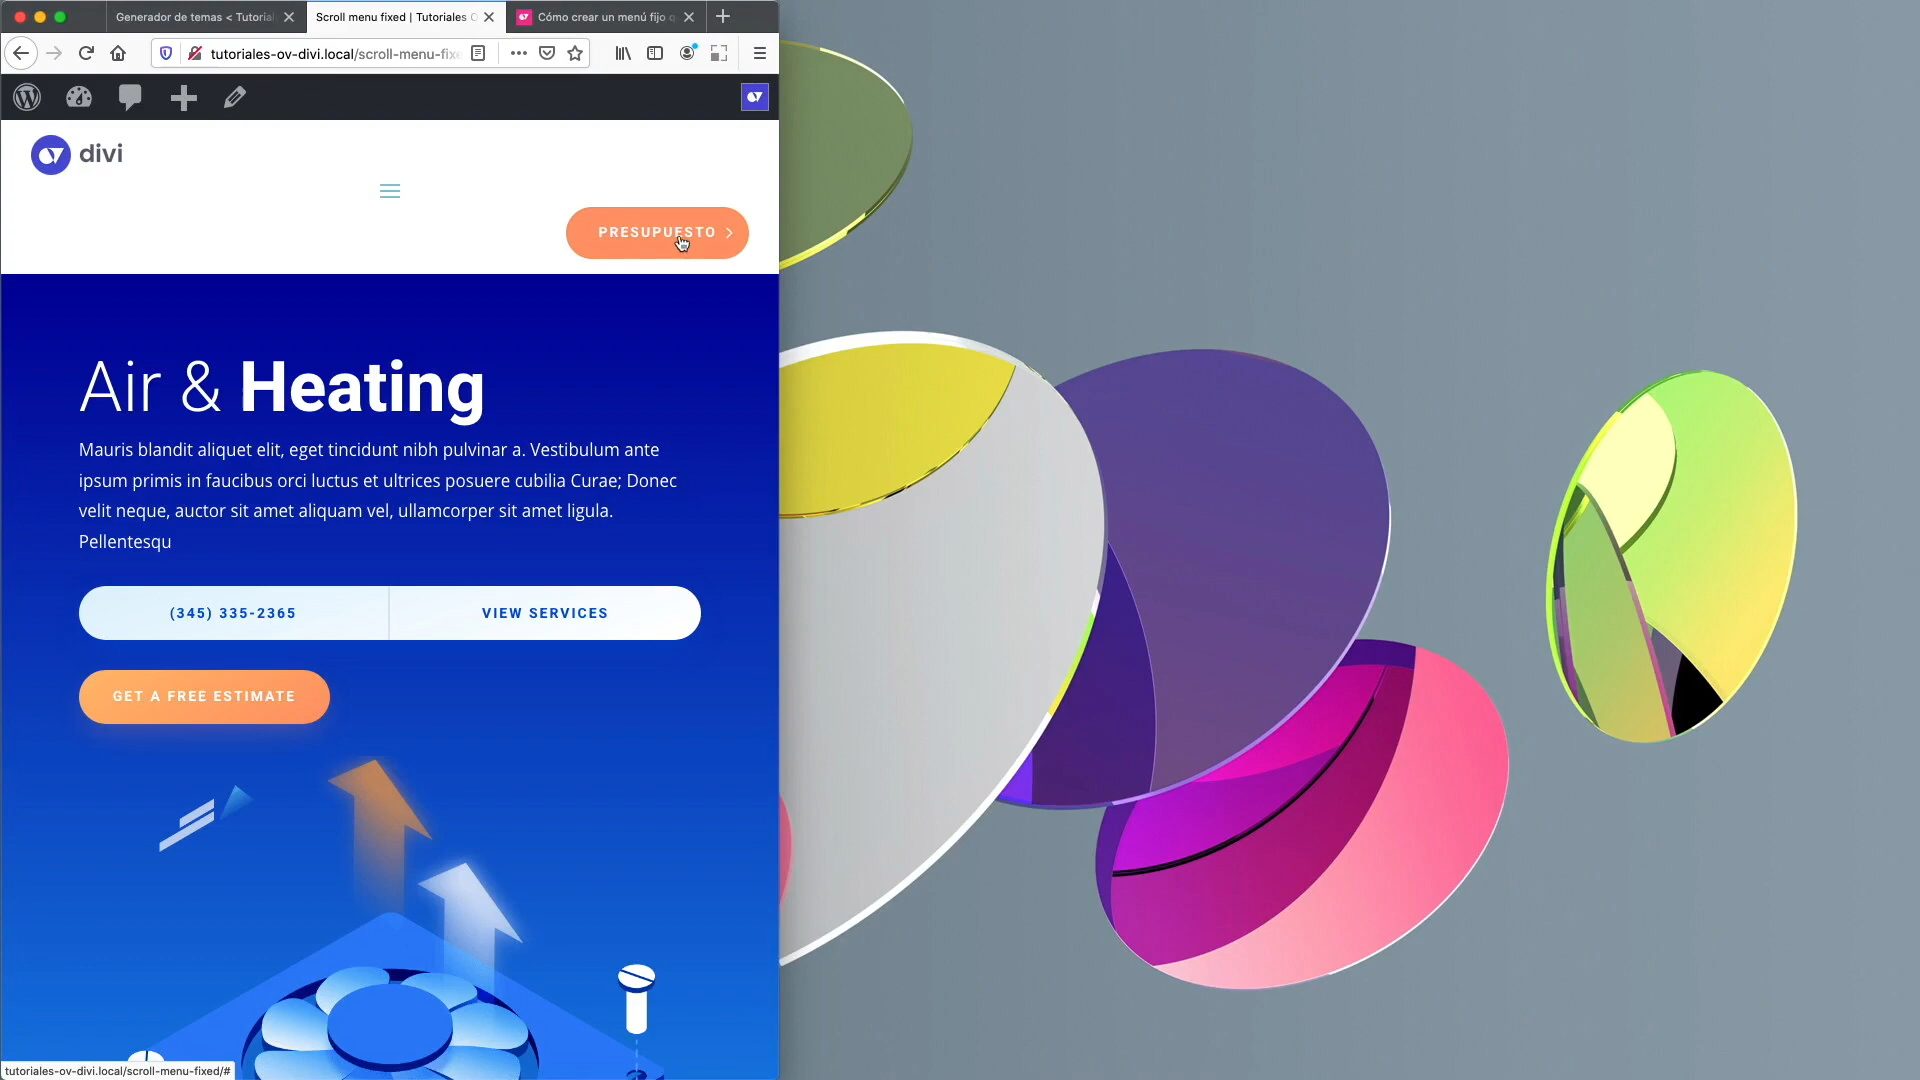 Generador de temas < Tutorial
Scroll menu fixed | Tutoriales O
Cómo crear un menú fijo q
tutoriales-ov-divi.local/scroll-menu-fixe
divi
PRESUPUESTO
Air & Heating
Mauris blandit aliquet elit, eget tincidunt nibh pulvinar a. Vestibulum ante
ipsum primis in faucibus orci luctus et ultrices posuere cubilia Curae; Donec
velit neque, auctor sit amet aliquam vel, ullamcorper sit amet ligula.
Pellentesqu
(345) 335-2365
VIEW SERVICES
GET A FREE ESTIMATE
tutoriales-ov-divi.local/scroll-menu-fixed/#